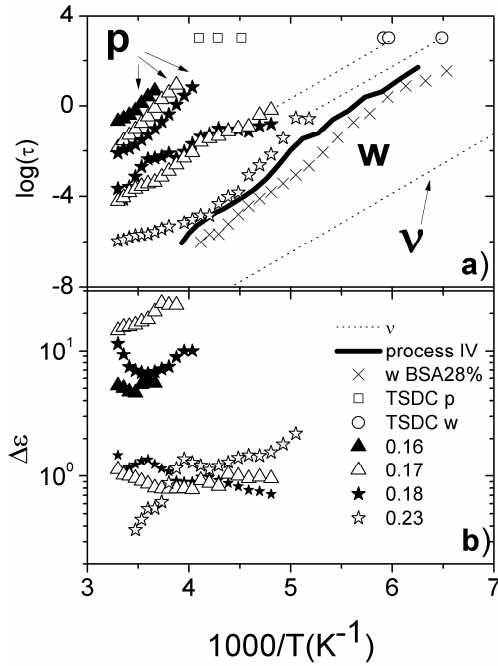 p
a)
0
log(τ)
-4
w
ν
-8
10¹
Δε
10⁰
ν
process IV
w BSA28%
TSDC p
TSDC w
0.16
0.17
0.18
0.23
b)
3 4 5 6 7
1000/T(K⁻¹)